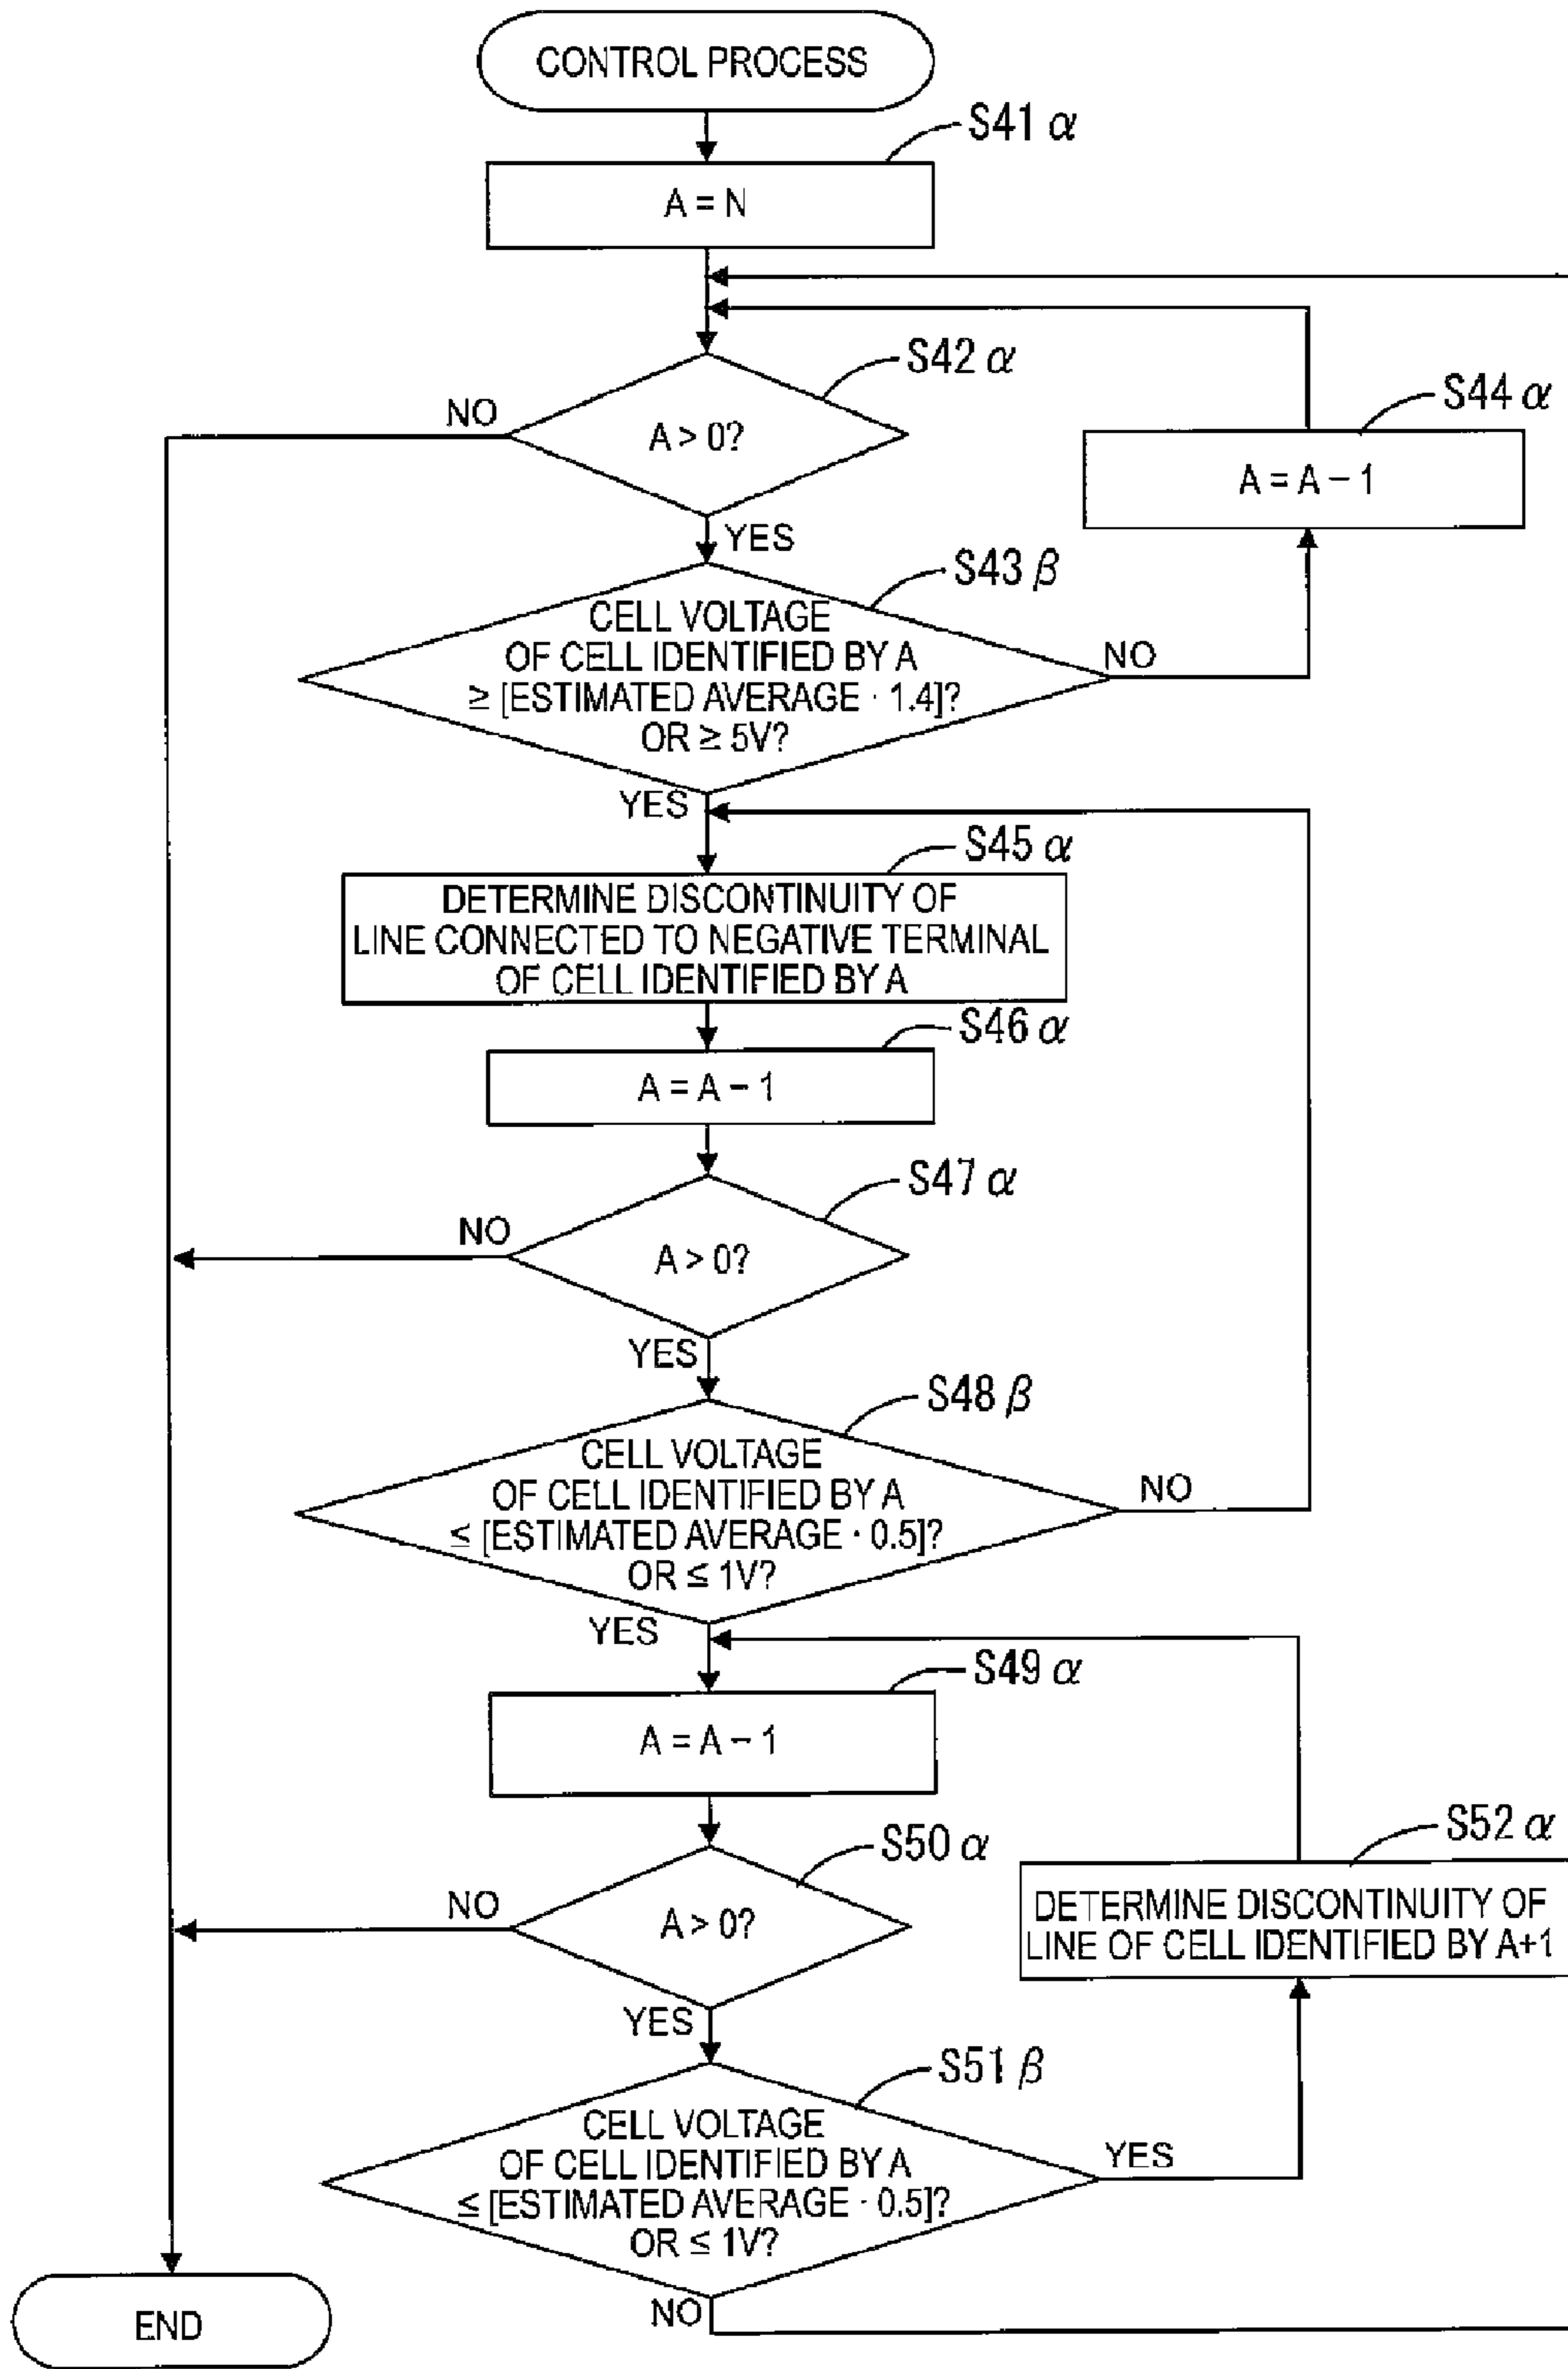 CONTROL PROCESS
S41 α
A = N
S42 α
NO
A > 0?
S44 α
A = A − 1
YES
S43 β
CELL VOLTAGE
OF CELL IDENTIFIED BY A
≥ [ESTIMATED AVERAGE · 1.4]?
OR ≥ 5V?
NO
YES
S45 α
DETERMINE DISCONTINUITY OF
LINE CONNECTED TO NEGATIVE TERMINAL
OF CELL IDENTIFIED BY A
S46 α
A = A − 1
S47 α
NO
A > 0?
YES
S48 β
CELL VOLTAGE
OF CELL IDENTIFIED BY A
≤ [ESTIMATED AVERAGE · 0.5]?
OR ≤ 1V?
NO
YES
S49 α
A = A − 1
S50 α
NO
A > 0?
S52 α
DETERMINE DISCONTINUITY OF
LINE OF CELL IDENTIFIED BY A+1
YES
S51 β
CELL VOLTAGE
OF CELL IDENTIFIED BY A
≤ [ESTIMATED AVERAGE · 0.5]?
OR ≤ 1V?
YES
NO
END